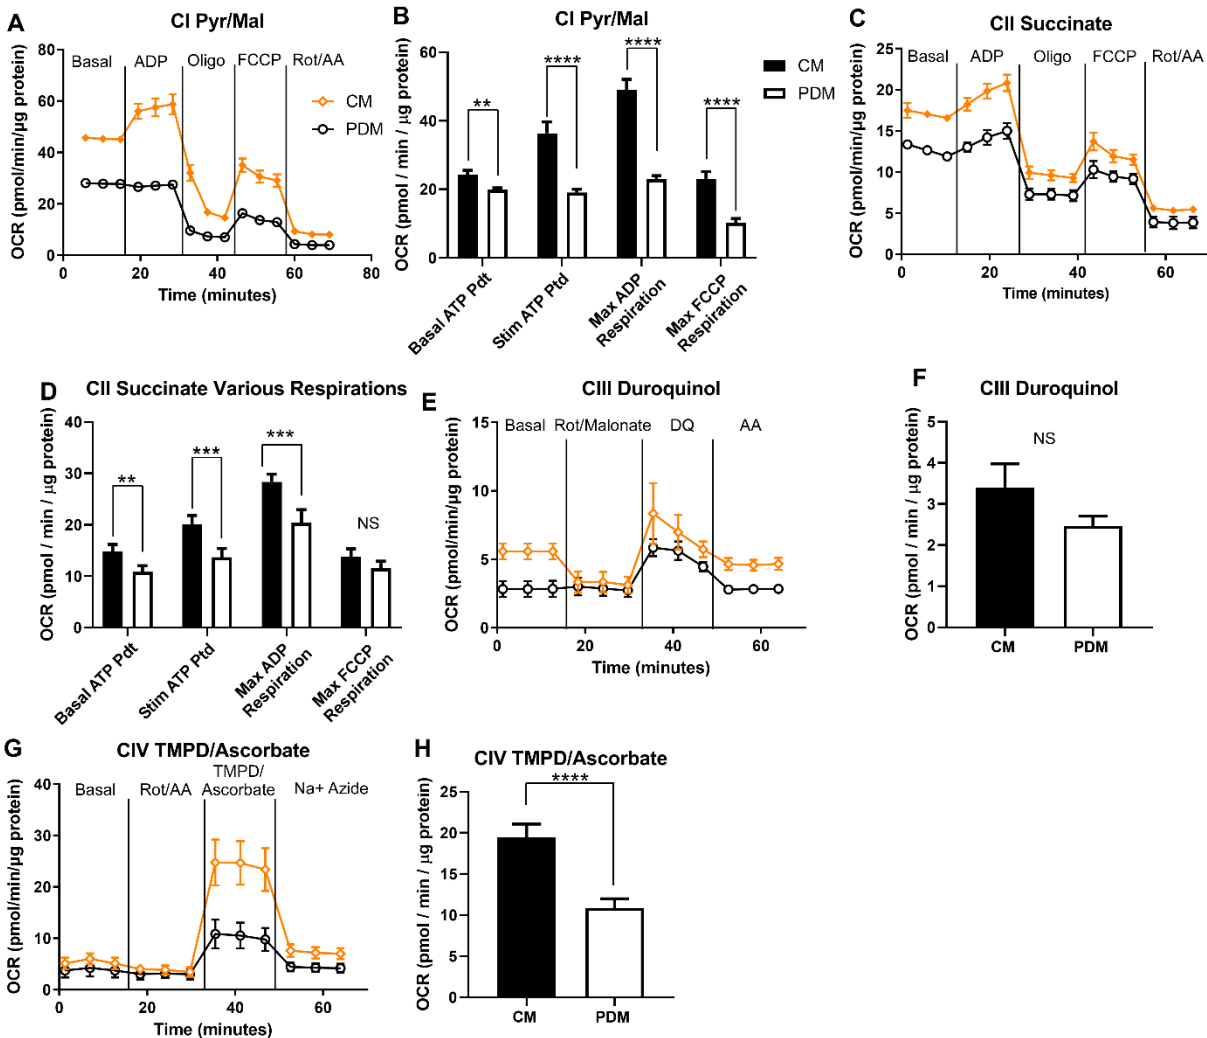 A
CI Pyr/Mal
Basal ADP Oligo FCCP Rot/AA
CM
PDM
OCR (pmol/min/µg protein)
80
60
40
20
0
0 20 40 60 80
Time (minutes)
B
CI Pyr/Mal
CM
PDM
** **** **** ****
OCR (pmol / min / µg protein)
60
40
20
0
Basal ATP Pdt
Stim ATP Ptd
Max ADP
Respiration
Max FCCP
Respiration
C
CII Succinate
Basal ADP Oligo FCCP Rot/AA
OCR (pmol/min/µg protein)
25
20
15
10
5
0
0 20 40 60
Time (minutes)
D
CII Succinate Various Respirations
** *** *** NS
OCR (pmol / min / µg protein)
40
30
20
10
0
Basal ATP Pdt
Stim ATP Ptd
Max ADP
Respiration
Max FCCP
Respiration
E
CIII Duroquinol
Basal Rot/Malonate DQ AA
OCR (pmol/min/µg protein)
15
10
5
0
0 20 40 60
Time (minutes)
F
CIII Duroquinol
NS
OCR (pmol / min / µg protein)
5
4
3
2
1
0
CM PDM
G
CIV TMPD/Ascorbate
Basal Rot/AA TMPD/
Ascorbate Na+ Azide
OCR (pmol/min/µg protein)
40
30
20
10
0
0 20 40 60
Time (minutes)
H
CIV TMPD/Ascorbate
****
OCR (pmol / min / µg protein)
25
20
15
10
5
0
CM PDM